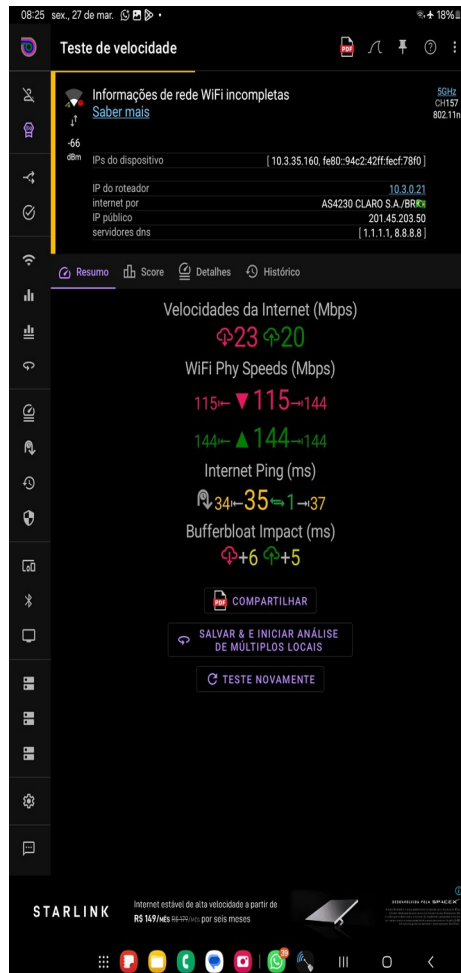 08:25 sex., 27 de mar.
18%
Teste de velocidade
PDF
Informações de rede WiFi incompletas
Saber mais
5GHz
CH157
802.11n
-66
dBm
IPs do dispositivo [ 10.3.35.160, fe80::94c2:42ff:fecf:78f0 ]
IP do roteador 10.3.0.21
internet por AS4230 CLARO S.A./BR
IP público 201.45.203.50
servidores dns [ 1.1.1.1, 8.8.8.8 ]
Resumo Score Detalhes Histórico
Velocidades da Internet (Mbps)
23 20
WiFi Phy Speeds (Mbps)
115 115 144
144 144 144
Internet Ping (ms)
34 35 1 37
Bufferbloat Impact (ms)
+6 +5
PDF COMPARTILHAR
SALVAR & E INICIAR ANÁLISE
DE MÚLTIPLOS LOCAIS
TESTE NOVAMENTE
STARLINK
Internet estável de alta velocidade a partir de
R$ 149/MÊS R$ 179/MÊS por seis meses
DESENVOLVIDA PELA SPACEX
39